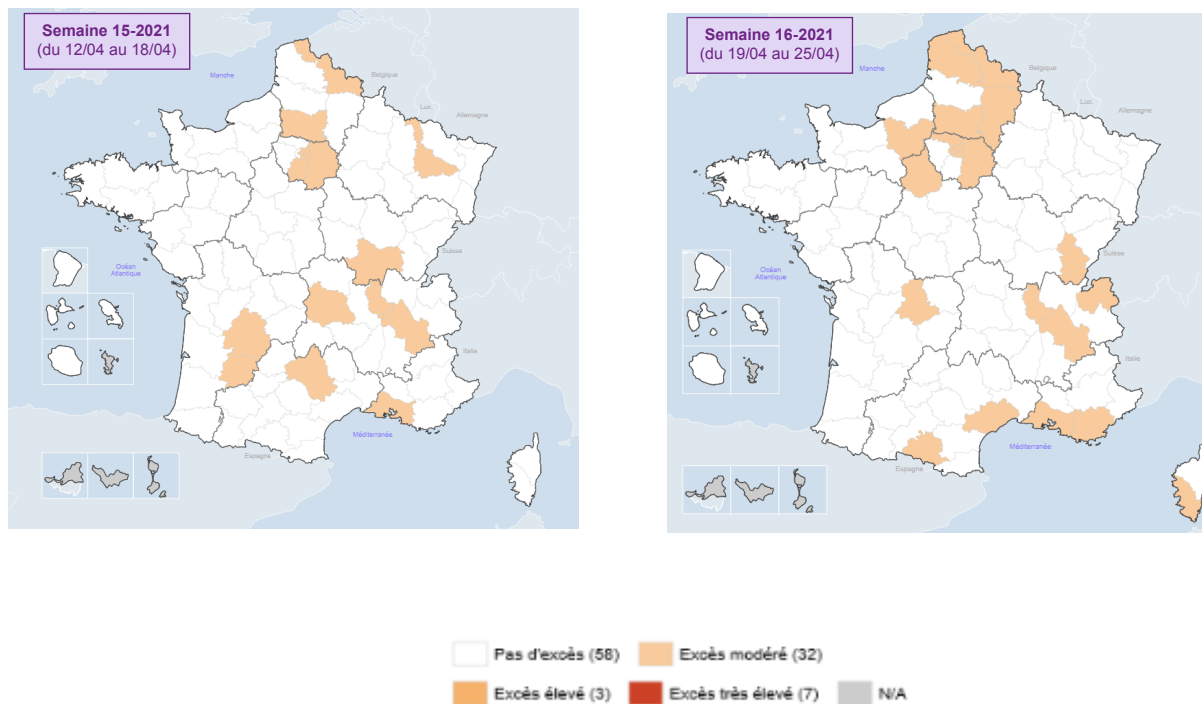 Semaine 15-2021
(du 12/04 au 18/04)
Manche
Belgique
Lux.
Allemagne
Suisse
Océan
Atlantique
Italie
Méditerranée
Espagne
Semaine 16-2021
(du 19/04 au 25/04)
Manche
Belgique
Lux.
Allemagne
Suisse
Océan
Atlantique
Italie
Méditerranée
Espagne
Pas d'excès (58)
Excès modéré (32)
Excès élevé (3)
Excès très élevé (7)
N/A